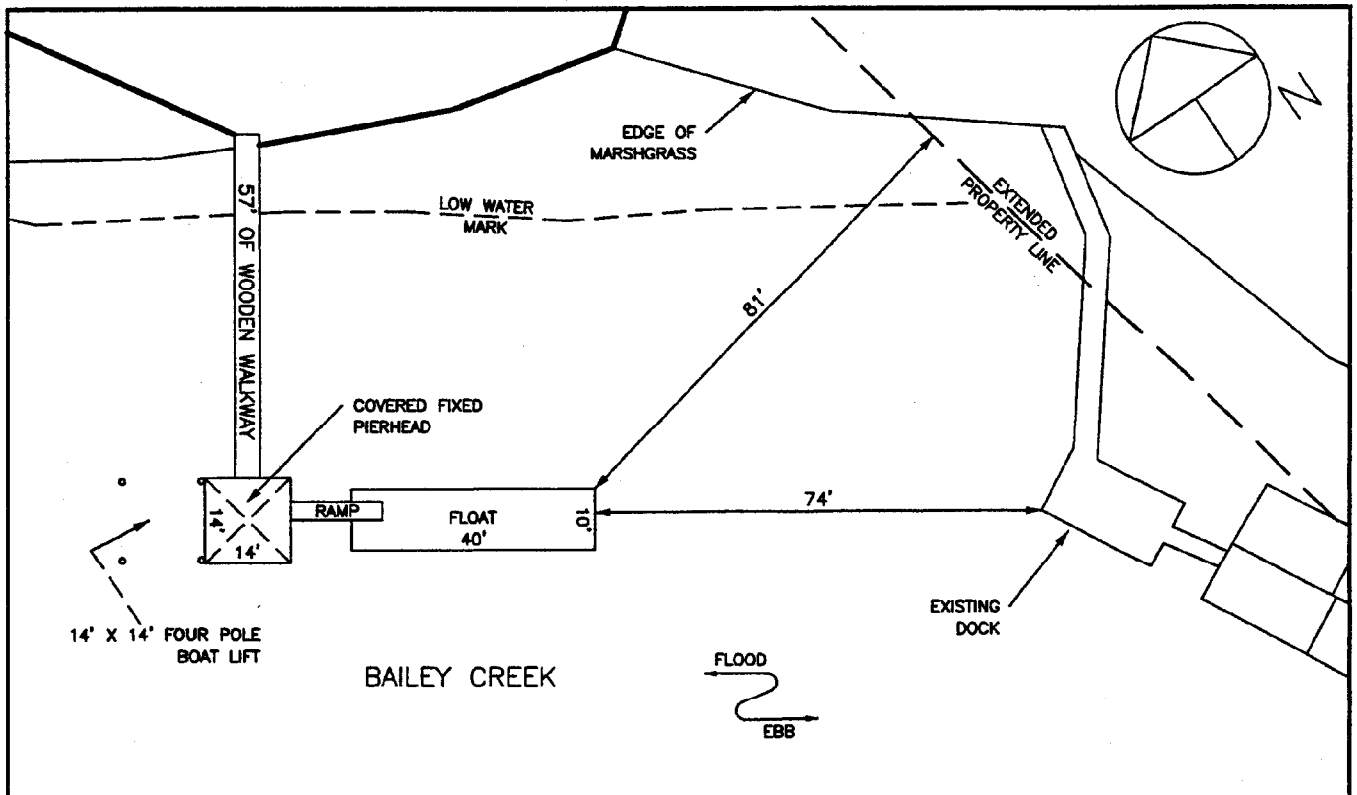 N
EDGE OF
MARSHGRASS
EXTENDED
PROPERTY LINE
LOW WATER
MARK
57' OF WOODEN WALKWAY
81'
COVERED FIXED
PIERHEAD
14'
14'
RAMP
FLOAT
40'
10'
74'
14' X 14' FOUR POLE
BOAT LIFT
EXISTING
DOCK
BAILEY CREEK
FLOOD
EBB